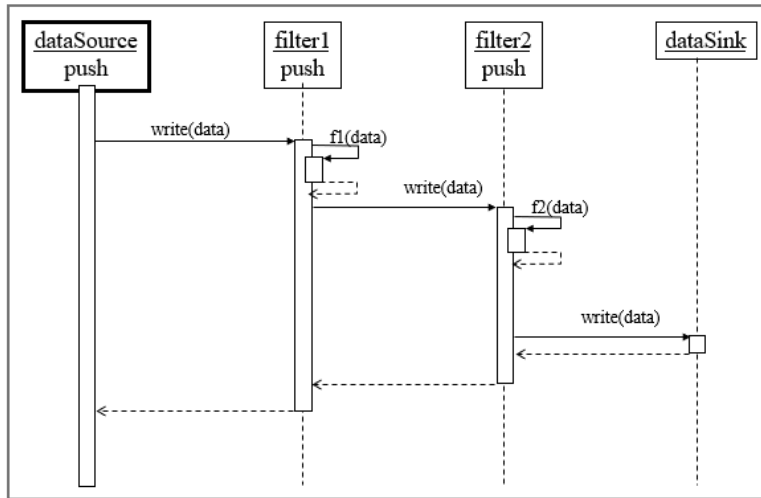 dataSource
push
filter1
push
filter2
push
dataSink
write(data)
f1(data)
write(data)
f2(data)
write(data)